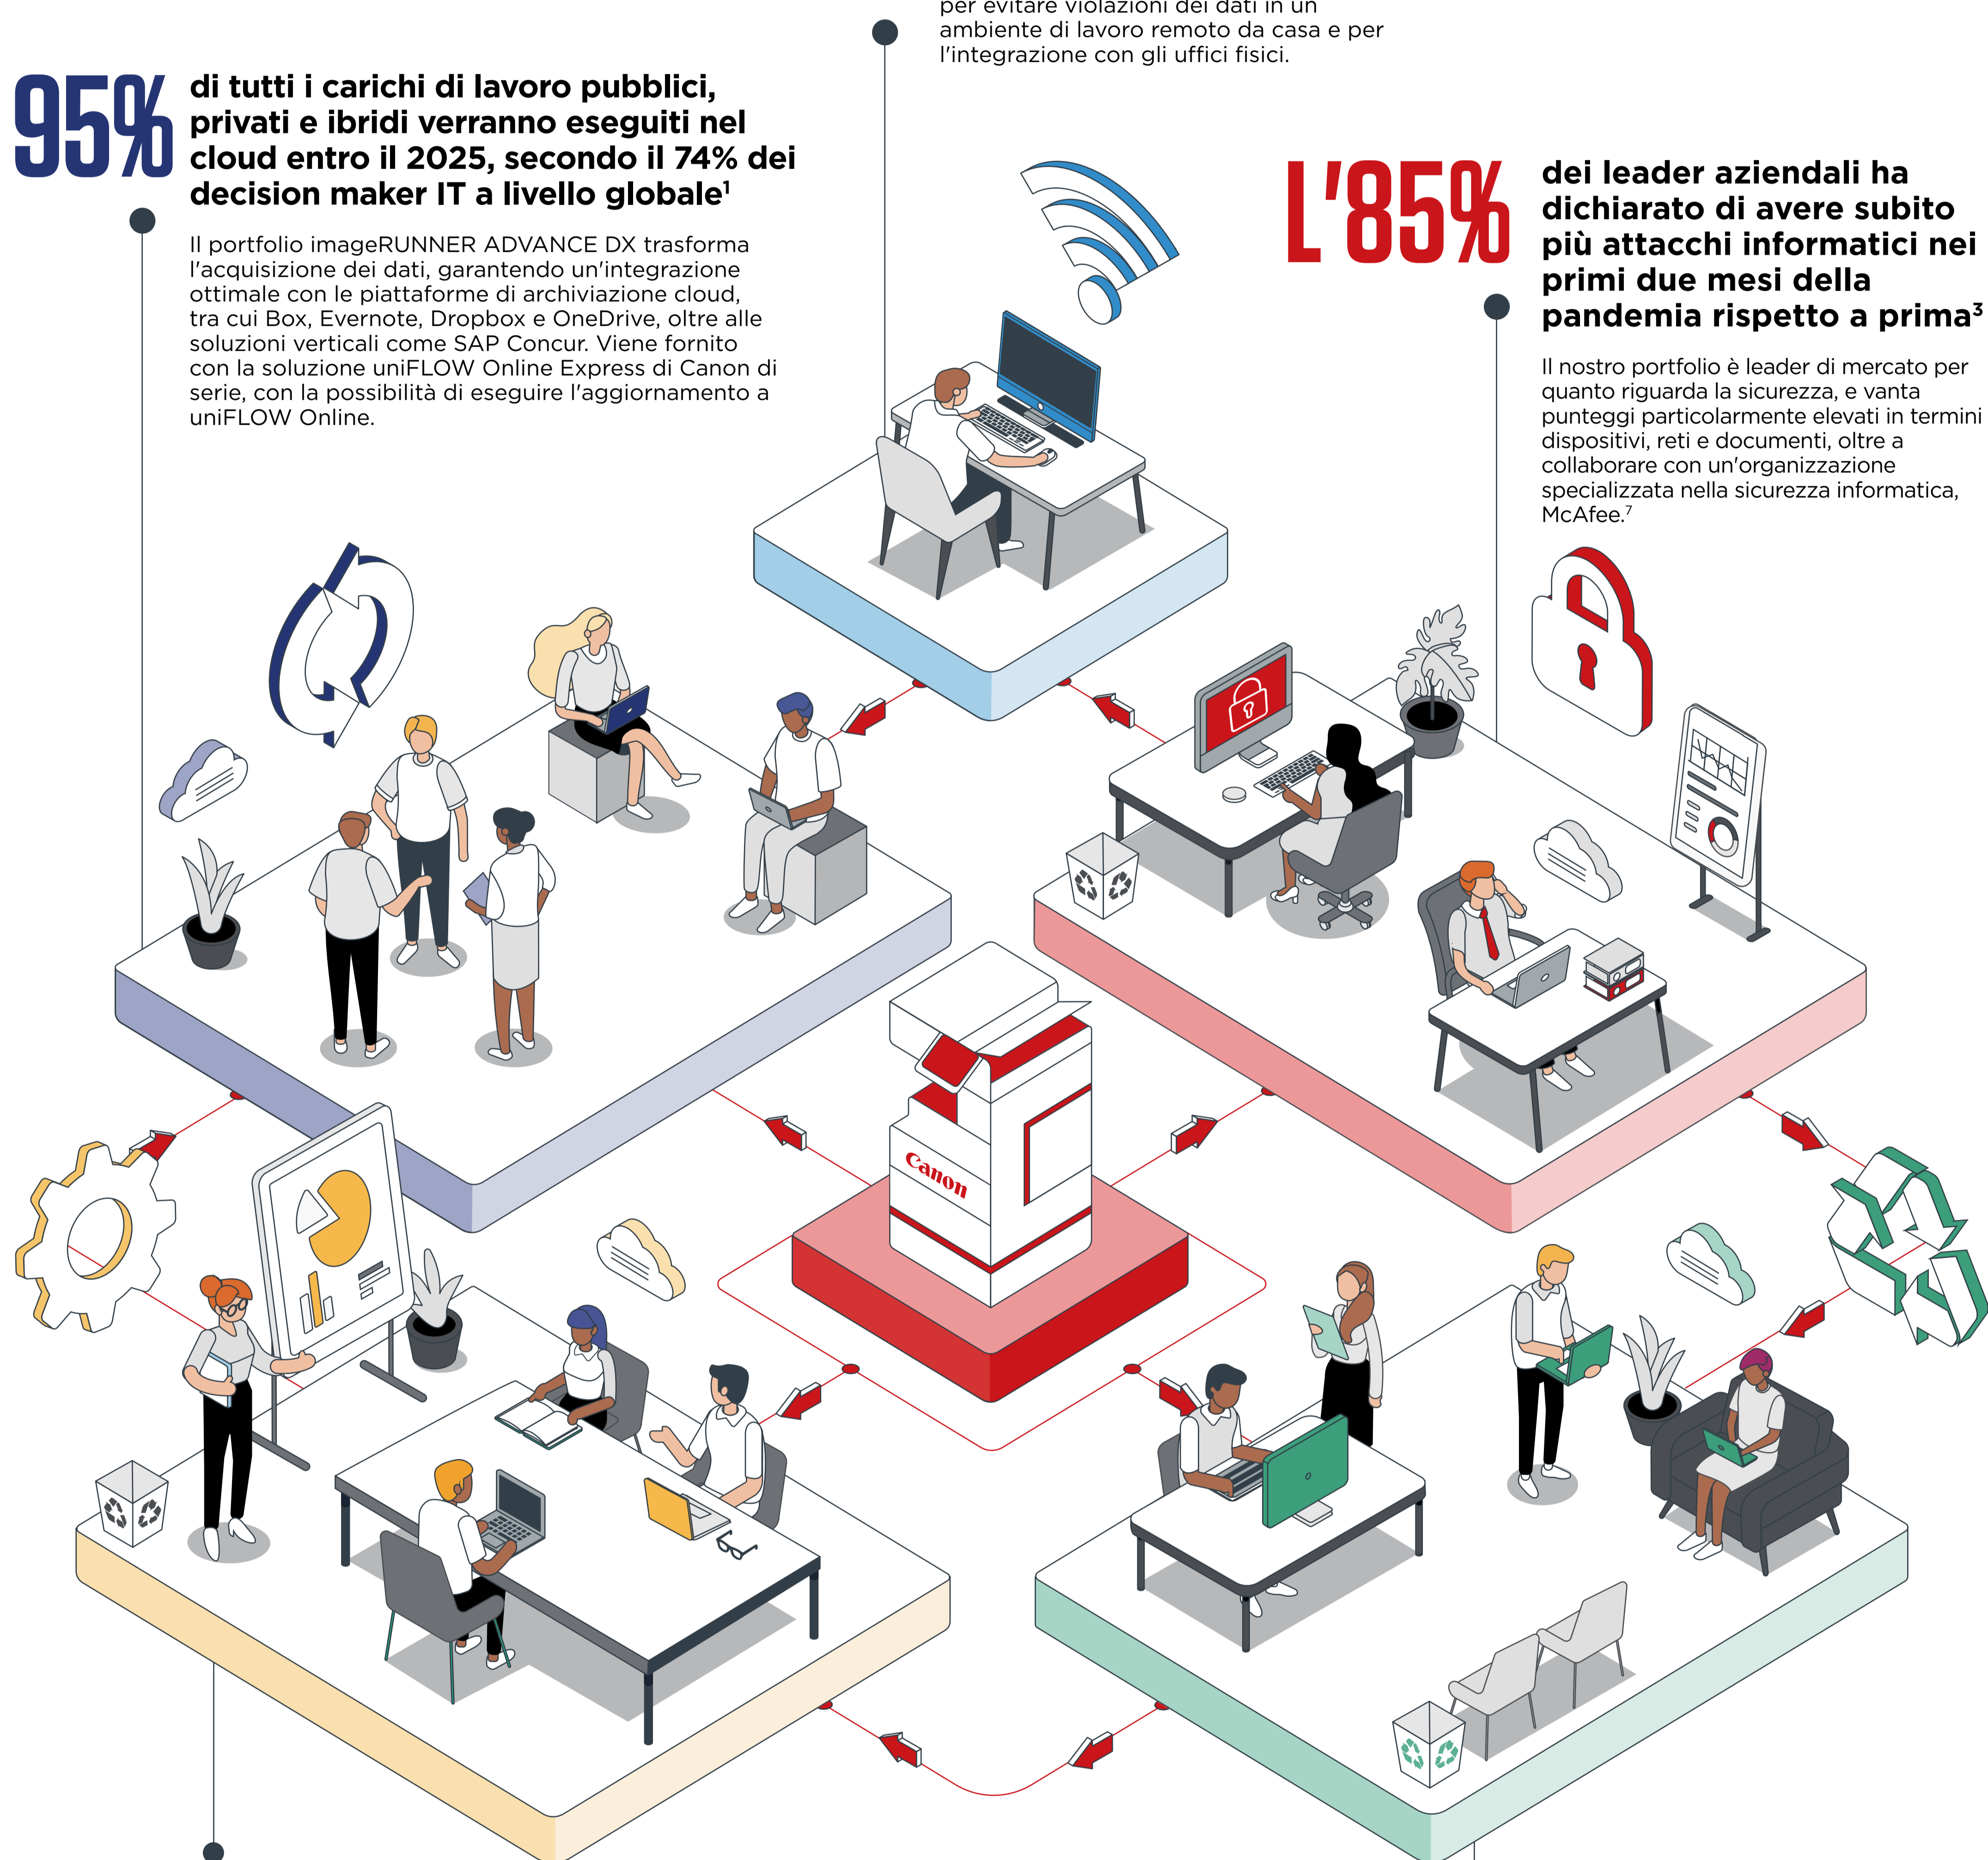 per evitare violazioni dei dati in un
ambiente di lavoro remoto da casa e per
l'integrazione con gli uffici fisici.
95%
di tutti i carichi di lavoro pubblici,
privati e ibridi verranno eseguiti nel
cloud entro il 2025, secondo il 74% dei
decision maker IT a livello globale¹
Il portfolio imageRUNNER ADVANCE DX trasforma
l'acquisizione dei dati, garantendo un'integrazione
ottimale con le piattaforme di archiviazione cloud,
tra cui Box, Evernote, Dropbox e OneDrive, oltre alle
soluzioni verticali come SAP Concur. Viene fornito
con la soluzione uniFLOW Online Express di Canon di
serie, con la possibilità di eseguire l'aggiornamento a
uniFLOW Online.
L'85%
dei leader aziendali ha
dichiarato di avere subito
più attacchi informatici nei
primi due mesi della
pandemia rispetto a prima³
Il nostro portfolio è leader di mercato per
quanto riguarda la sicurezza, e vanta
punteggi particolarmente elevati in termini
dispositivi, reti e documenti, oltre a
collaborare con un'organizzazione
specializzata nella sicurezza informatica,
McAfee.⁷
Canon